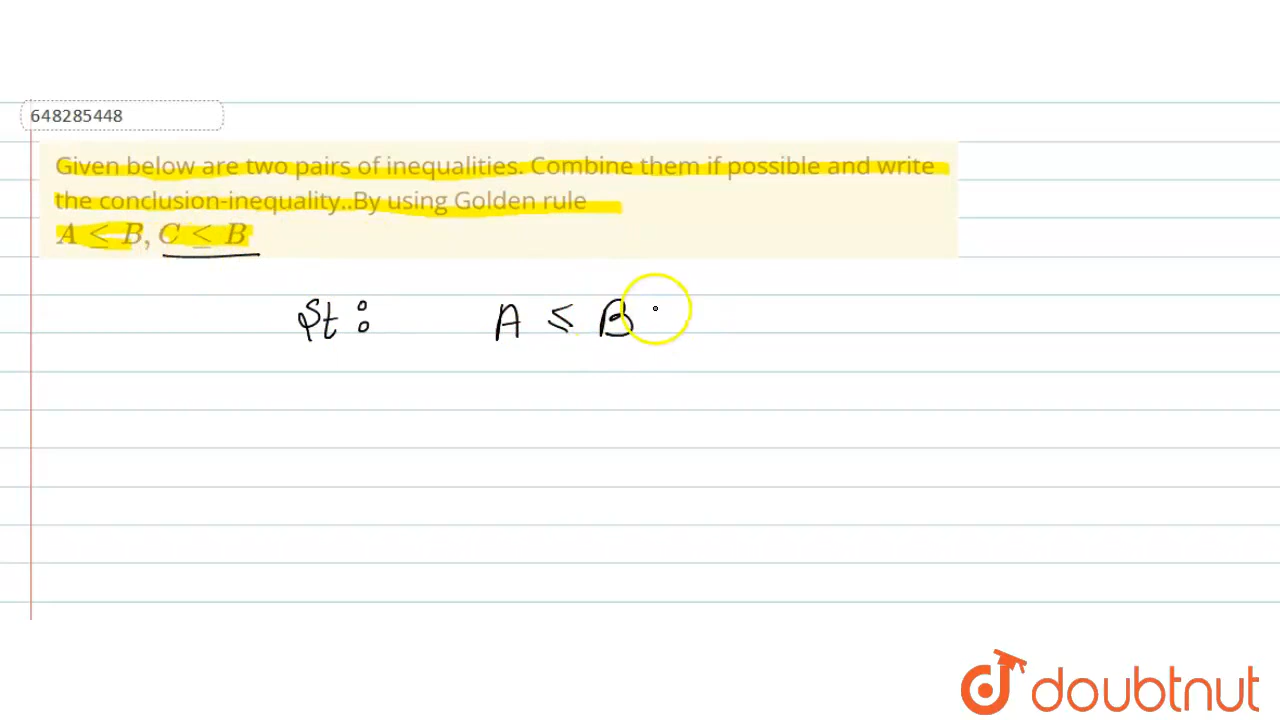 648285448
Given below are two pairs of inequalities. Combine them if possible and write
the conclusion-inequality..By using Golden rule
A ≤ B, C ≤ B
St : A ≤ B
doubtnut